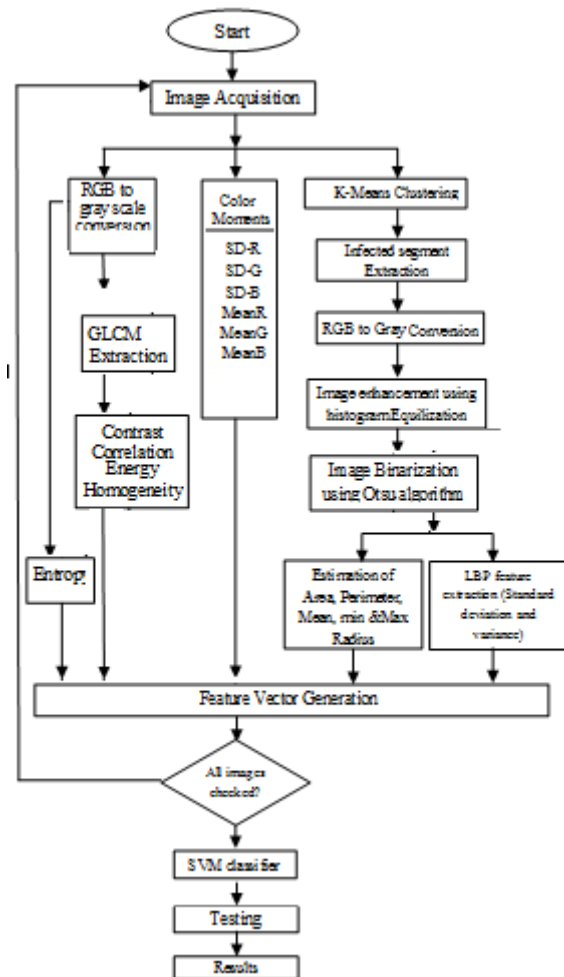 Start
Image Acquisition
RGB to
gray scale
conversion
GLCM
Extraction
Contrast
Correlation
Energy
Homogeneity
Entropy
Color
Moments
SD-R
SD-G
SD-B
MeanR
MeanG
MeanB
K-Means Clustering
Infected segment
Extraction
RGB to Gray Conversion
Image enhancement using
histogramEquilization
Image Binarization
using Otsu algorithm
Estimation of
Area, Perimeter,
Mean, min &Max
Radius
LBP feature
extraction (Standard
deviation and
variance)
Feature Vector Generation
All images
checked?
SVM classifier
Testing
Results